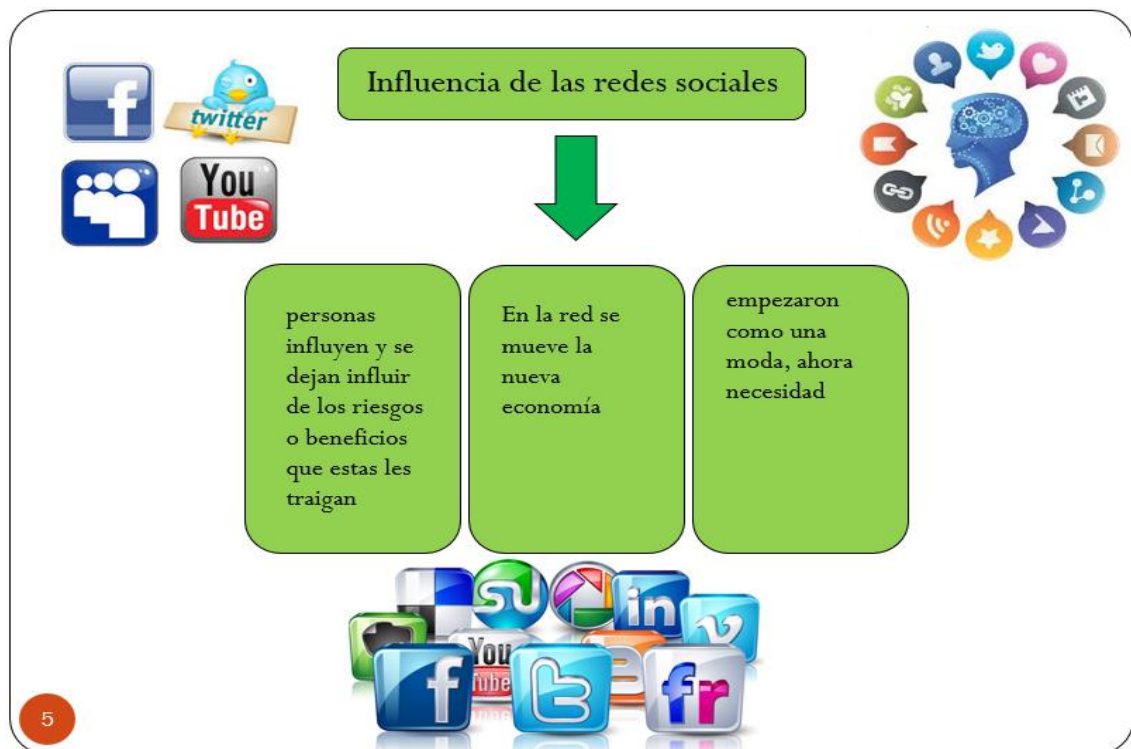 Influencia de las redes sociales
f
twitter
You
Tube
personas
influyen y se
dejan influir
de los riesgos
o beneficios
que estas les
traigan
En la red se
mueve la
nueva
economía
empezaron
como una
moda, ahora
necesidad
in
v
You
Tube
f
t
fr
5